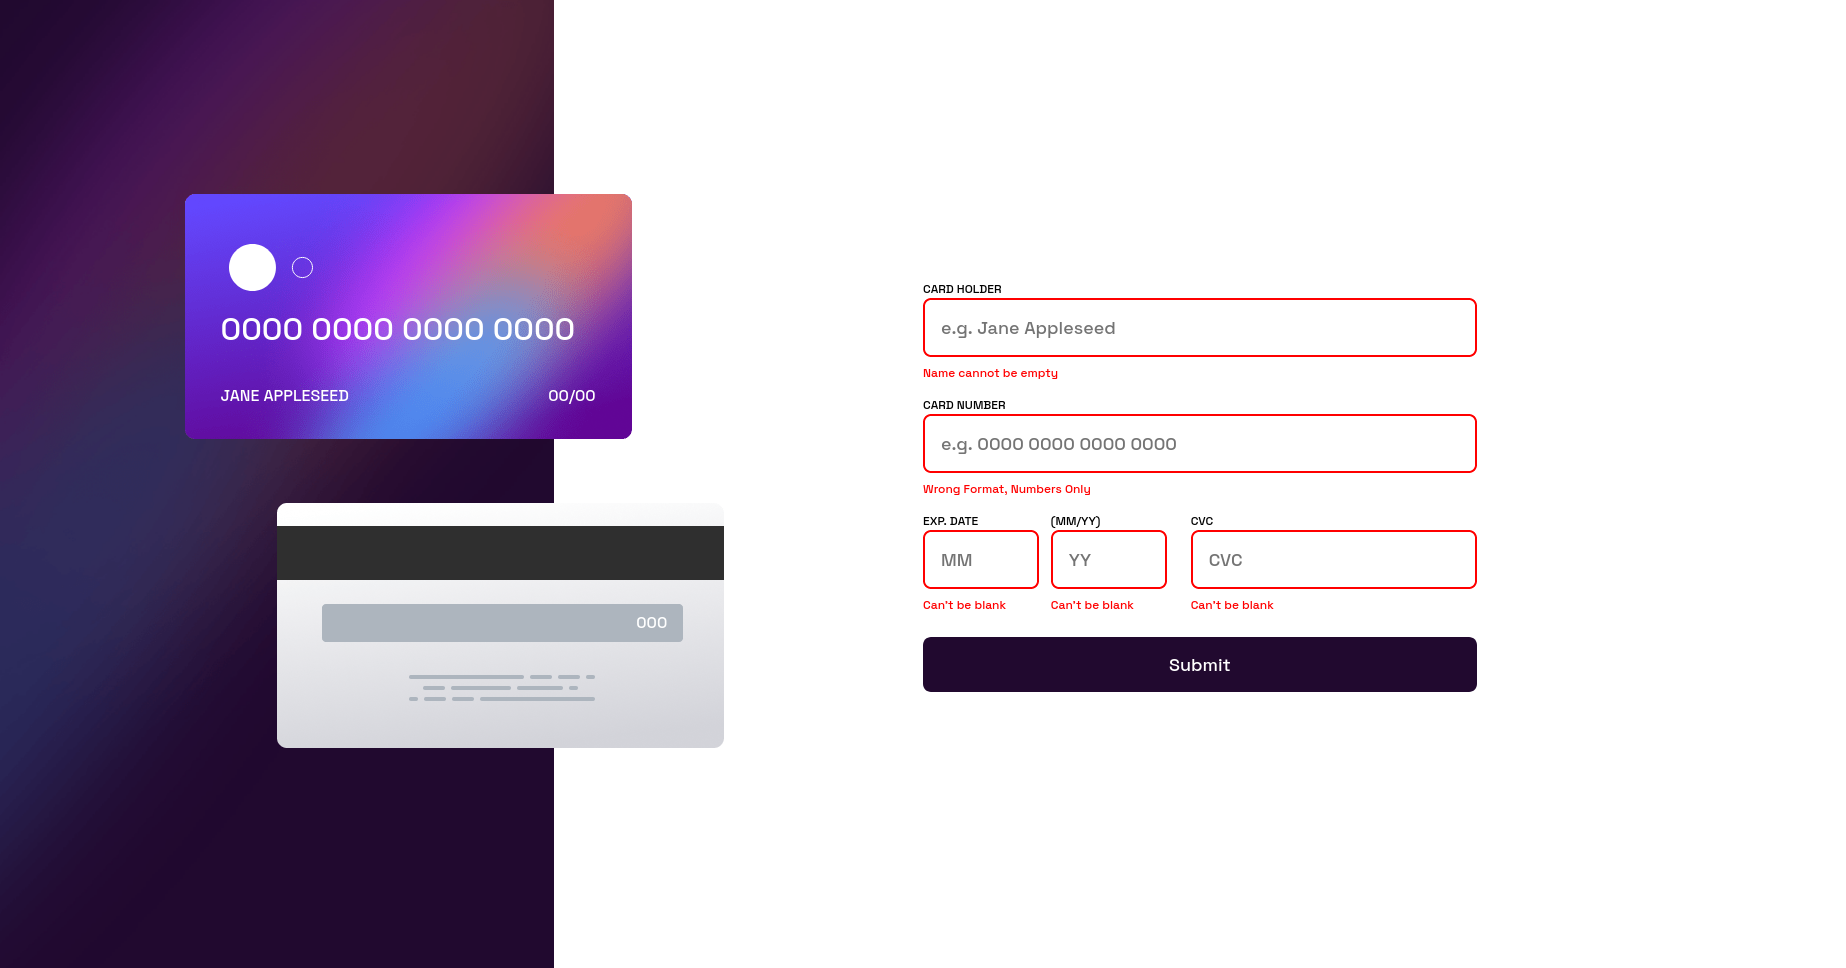 0000 0000 0000 0000
JANE APPLESEED 00/00
000
CARD HOLDER
e.g. Jane Appleseed
Name cannot be empty
CARD NUMBER
e.g. 0000 0000 0000 0000
Wrong Format, Numbers Only
EXP. DATE (MM/YY) CVC
MM YY CVC
Can't be blank Can't be blank Can't be blank
Submit